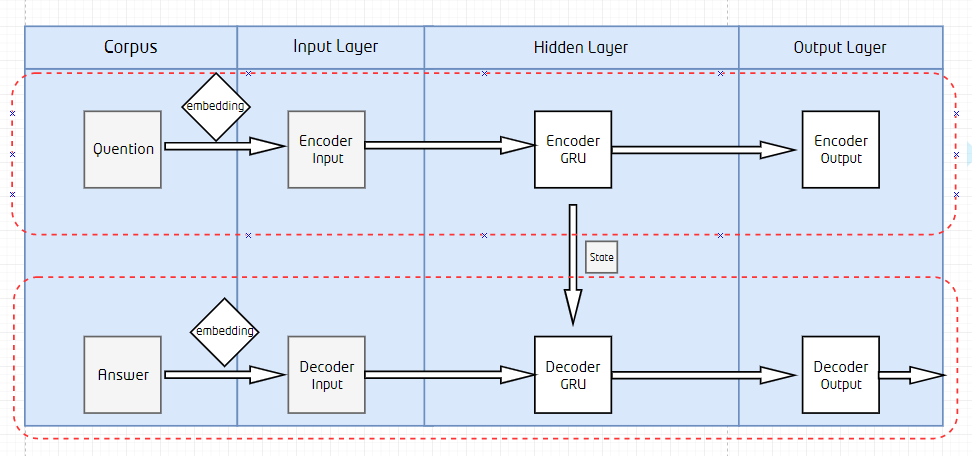 Corpus
Input Layer
Hidden Layer
Output Layer
embedding
Quention
Encoder
Input
Encoder
GRU
Encoder
Output
State
embedding
Answer
Decoder
Input
Decoder
GRU
Decoder
Output